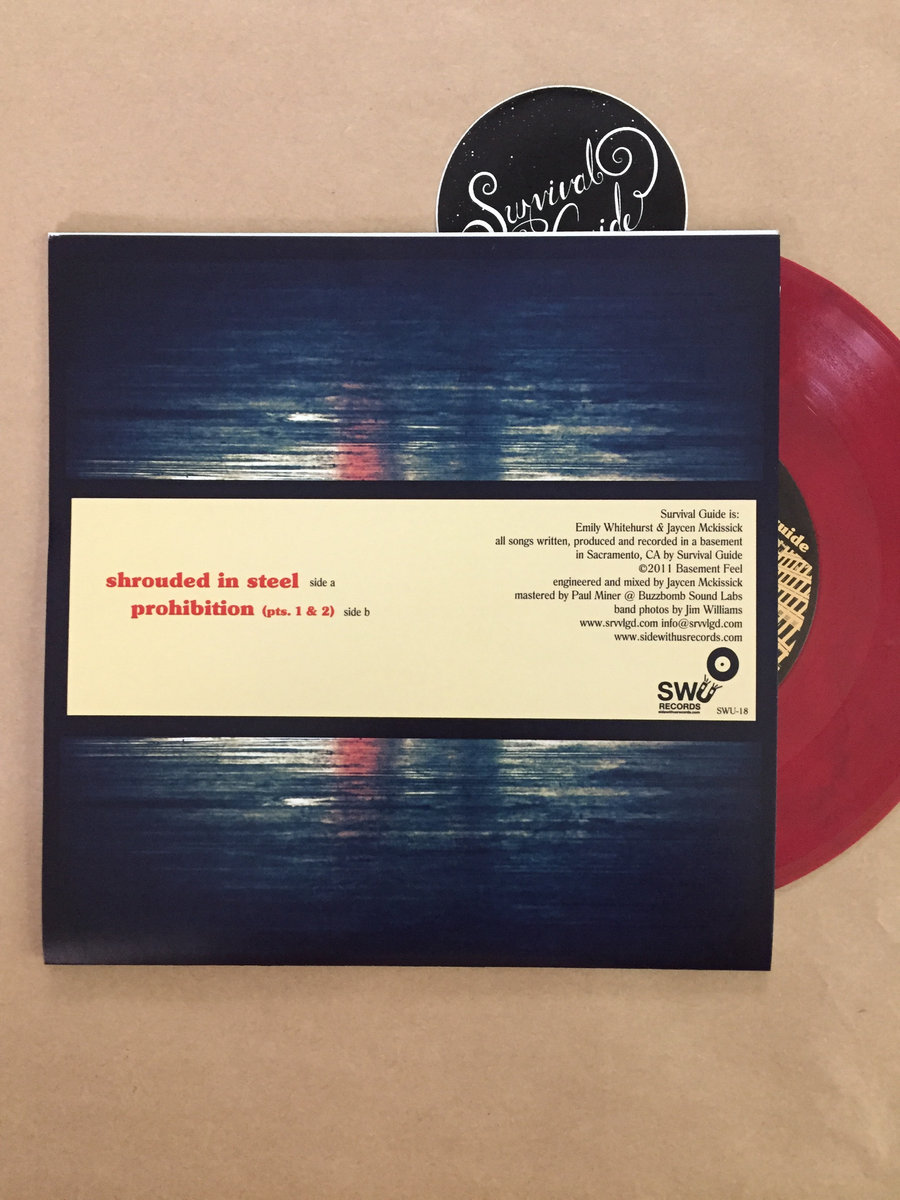 Survival
Guide
shrouded in steel side a
prohibition (pts. 1 & 2) side b
Survival Guide is:
Emily Whitehurst & Jaycen Mckissick
all songs written, produced and recorded in a basement
in Sacramento, CA by Survival Guide
©2011 Basement Feel
engineered and mixed by Jaycen Mckissick
mastered by Paul Miner @ Buzzbomb Sound Labs
band photos by Jim Williams
www.srvvlgd.com info@srvvlgd.com
www.sidewithusrecords.com
SWU
RECORDS
sidewithusrecords.com
SWU-18
uide